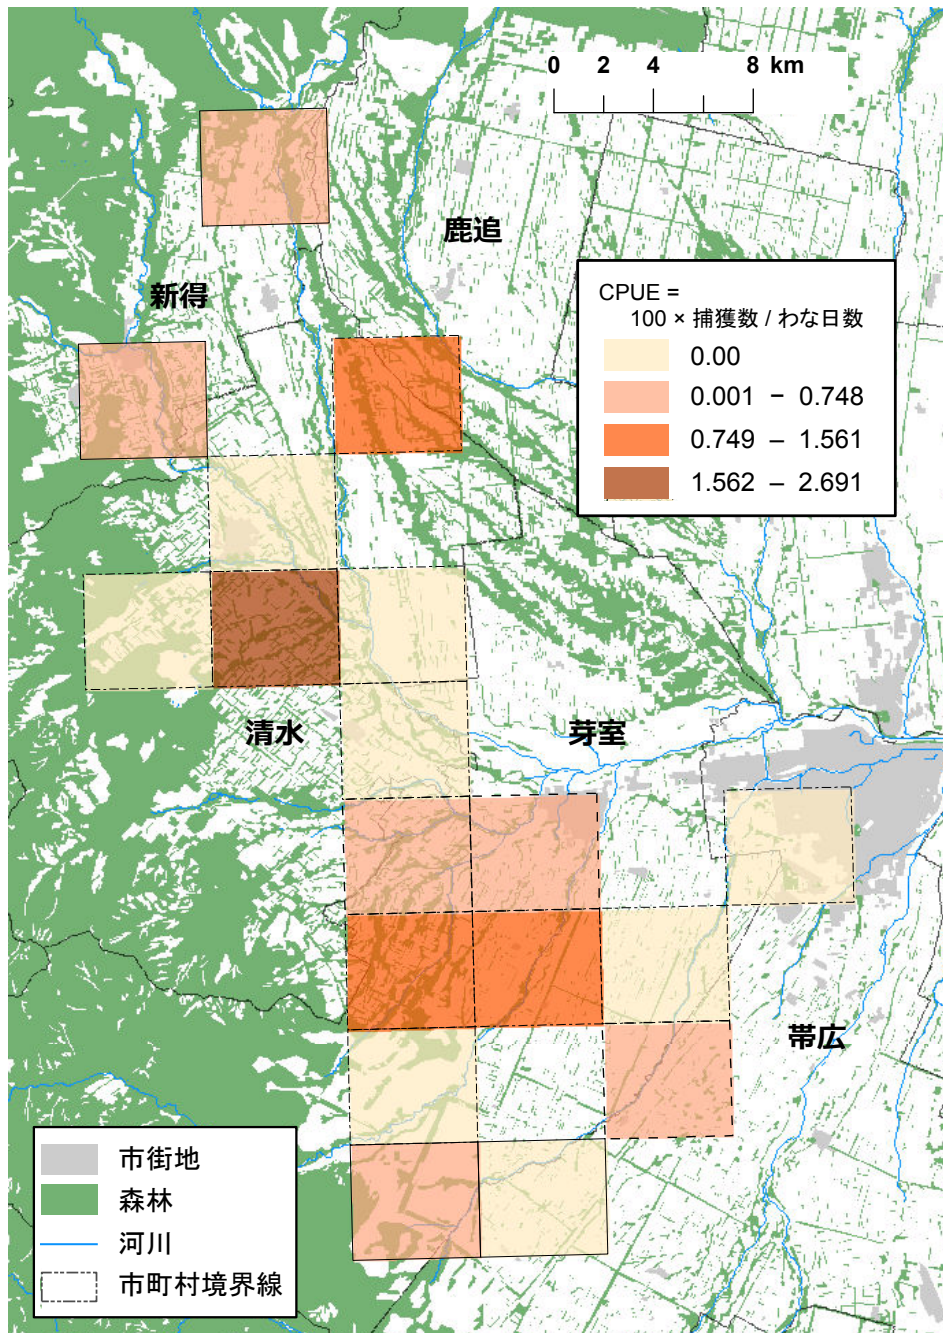 0 2 4 8 km
鹿追
新得
CPUE =
100 × 捕獲数 / わな日数
0.00
0.001 − 0.748
0.749 – 1.561
1.562 – 2.691
清水
芽室
帯広
市街地
森林
河川
市町村境界線